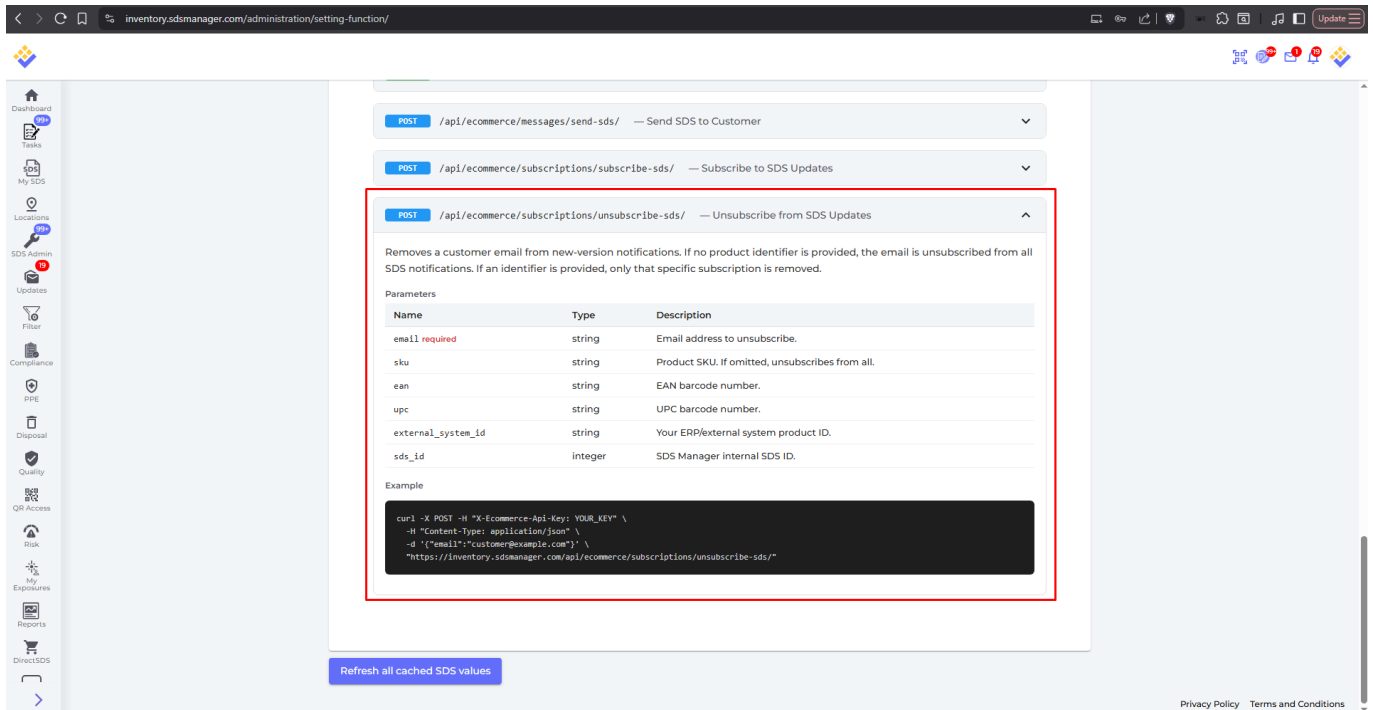 inventory.sdsmanager.com/administration/setting-function/
Update
99+
1
19
Dashboard
99+
Tasks
SDS
My SDS
Locations
99+
SDS Admin
19
Updates
Filter
Compliance
PPE
Disposal
Quality
QR Access
Risk
My
Exposures
Reports
DirectSDS
POST /api/ecommerce/messages/send-sds/ — Send SDS to Customer
POST /api/ecommerce/subscriptions/subscribe-sds/ — Subscribe to SDS Updates
POST /api/ecommerce/subscriptions/unsubscribe-sds/ — Unsubscribe from SDS Updates
Removes a customer email from new-version notifications. If no product identifier is provided, the email is unsubscribed from all
SDS notifications. If an identifier is provided, only that specific subscription is removed.
Parameters
Name Type Description
email required string Email address to unsubscribe.
sku string Product SKU. If omitted, unsubscribes from all.
ean string EAN barcode number.
upc string UPC barcode number.
external_system_id string Your ERP/external system product ID.
sds_id integer SDS Manager internal SDS ID.
Example
curl -X POST -H "X-Ecommerce-Api-Key: YOUR_KEY" \
-H "Content-Type: application/json" \
-d '{"email":"customer@example.com"}' \
"https://inventory.sdsmanager.com/api/ecommerce/subscriptions/unsubscribe-sds/"
Refresh all cached SDS values
Privacy Policy Terms and Conditions